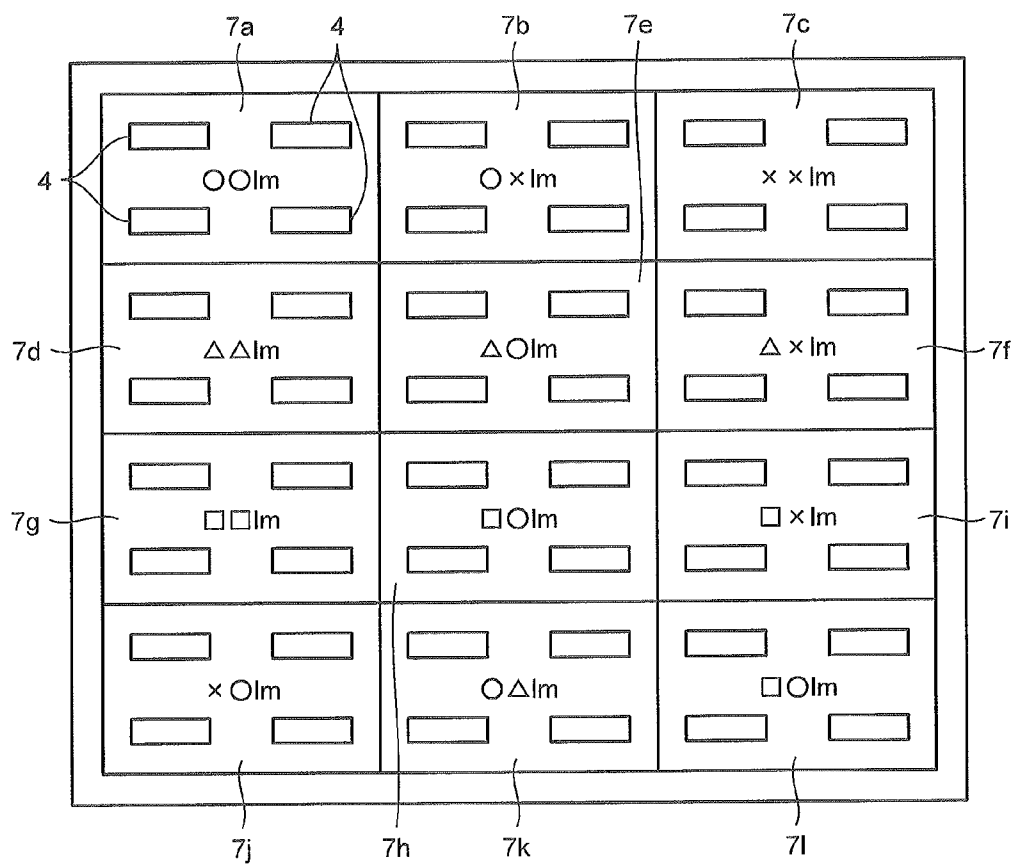 7a 4 7b 7e 7c
4 ○○lm ○×lm ××lm
7d △△lm △○lm △×lm 7f
7g □□lm □○lm □×lm 7i
×○lm ○△lm □○lm
7j 7h 7k 7l